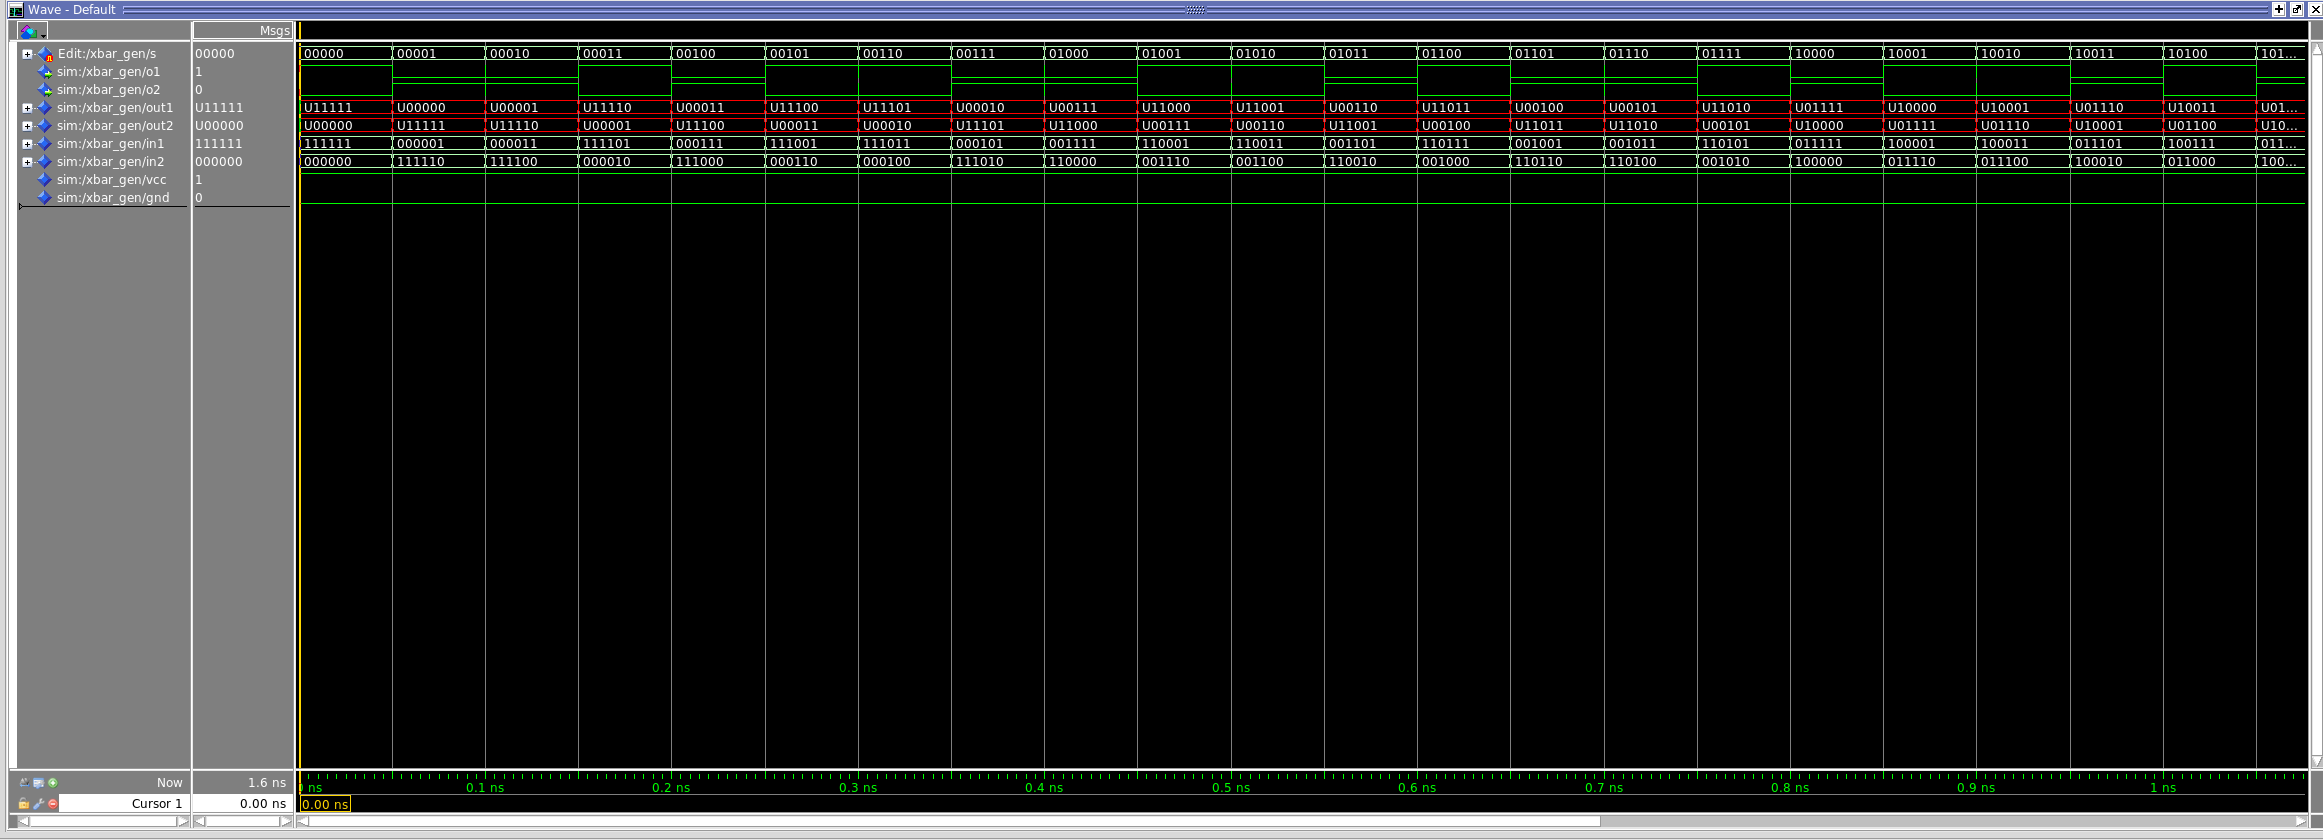 Wave - Default
Msgs
Edit:/xbar_gen/s 00000 00000 00001 00010 00011 00100 00101 00110 00111 01000 01001 01010 01011 01100 01101 01110 01111 10000 10001 10010 10011 10100 101...
sim:/xbar_gen/o1 1
sim:/xbar_gen/o2 0
sim:/xbar_gen/out1 U11111 U11111 U00000 U00001 U11110 U00011 U11100 U11101 U00010 U00111 U11000 U11001 U00110 U11011 U00100 U00101 U11010 U01111 U10000 U10001 U01110 U10011 U01...
sim:/xbar_gen/out2 U00000 U00000 U11111 U11110 U00001 U11100 U00011 U00010 U11101 U11000 U00111 U00110 U11001 U00100 U11011 U11010 U00101 U10000 U01111 U01110 U10001 U01100 U10...
sim:/xbar_gen/in1 111111 111111 000001 000011 111101 000111 111001 111011 000101 001111 110001 110011 001101 110111 001001 001011 110101 011111 100001 100011 011101 100111 011...
sim:/xbar_gen/in2 000000 000000 111110 111100 000010 111000 000110 000100 111010 110000 001110 001100 110010 001000 110110 110100 001010 100000 011110 011100 100010 011000 100...
sim:/xbar_gen/vcc 1
sim:/xbar_gen/gnd 0
Now 1.6 ns ns 0.1 ns 0.2 ns 0.3 ns 0.4 ns 0.5 ns 0.6 ns 0.7 ns 0.8 ns 0.9 ns 1 ns
Cursor 1 0.00 ns 0.00 ns